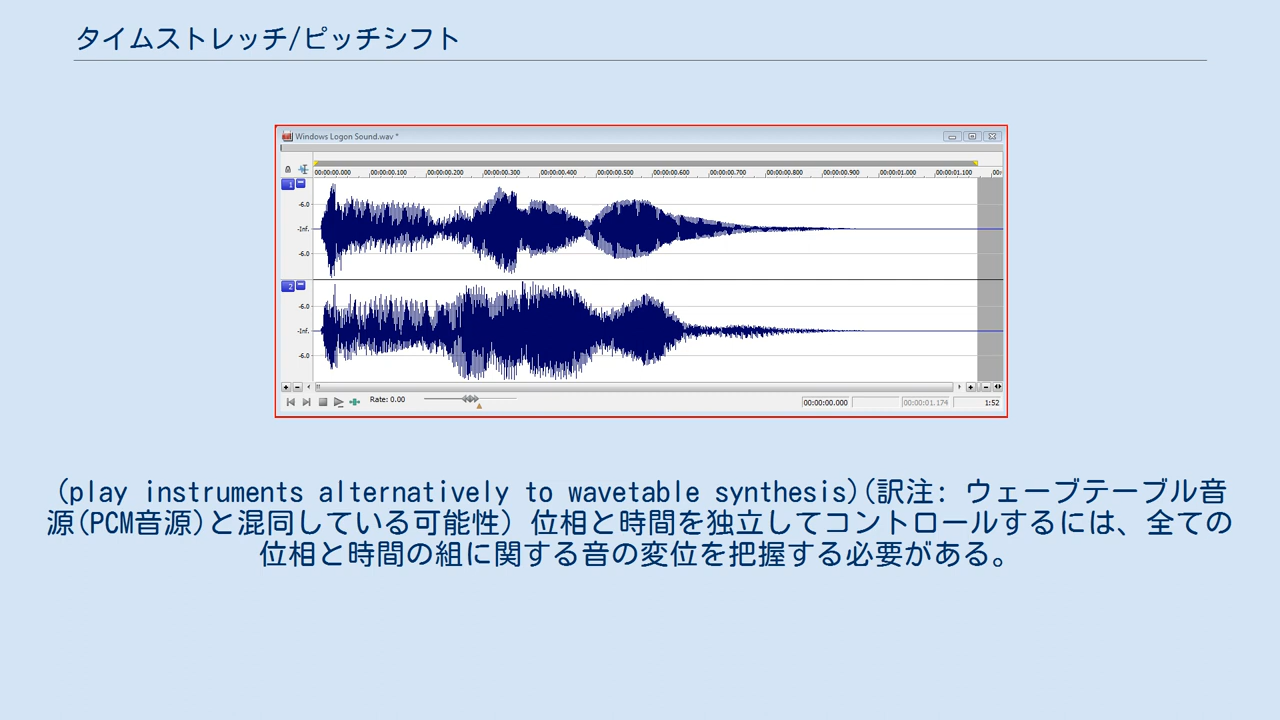 タイムストレッチ/ピッチシフト
Windows Logon Sound.wav *
00:00:00.000 00:00:00.100 00:00:00.200 00:00:00.300 00:00:00.400 00:00:00.500 00:00:00.600 00:00:00.700 00:00:00.800 00:00:00.900 00:00:01.000 00:00:01.100
1
-6.0
-Inf.
-6.0
2
-6.0
-Inf.
-6.0
Rate: 0.00
00:00:00.000 00:00:01.174 1:52
(play instruments alternatively to wavetable synthesis)(訳注: ウェーブテーブル音
源(PCM音源)と混同している可能性) 位相と時間を独立してコントロールするには、全ての
位相と時間の組に関する音の変位を把握する必要がある。